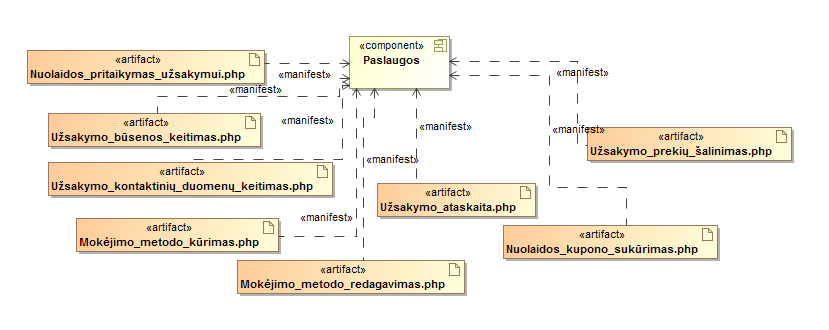 «component»
Paslaugos
«artifact»
Nuolaidos_pritaikymas_užsakymui.php
«manifest»
«manifest»
«manifest»
«artifact»
Užsakymo_būsenos_keitimas.php
«manifest»
«manifest»
«manifest»
«artifact»
Užsakymo_prekių_šalinimas.php
«manifest»
«artifact»
Užsakymo_kontaktinių_duomenų_keitimas.php
«artifact»
Užsakymo_ataskaita.php
«manifest»
«artifact»
Mokėjimo_metodo_kūrimas.php
«artifact»
Nuolaidos_kupono_sukūrimas.php
«artifact»
Mokėjimo_metodo_redagavimas.php